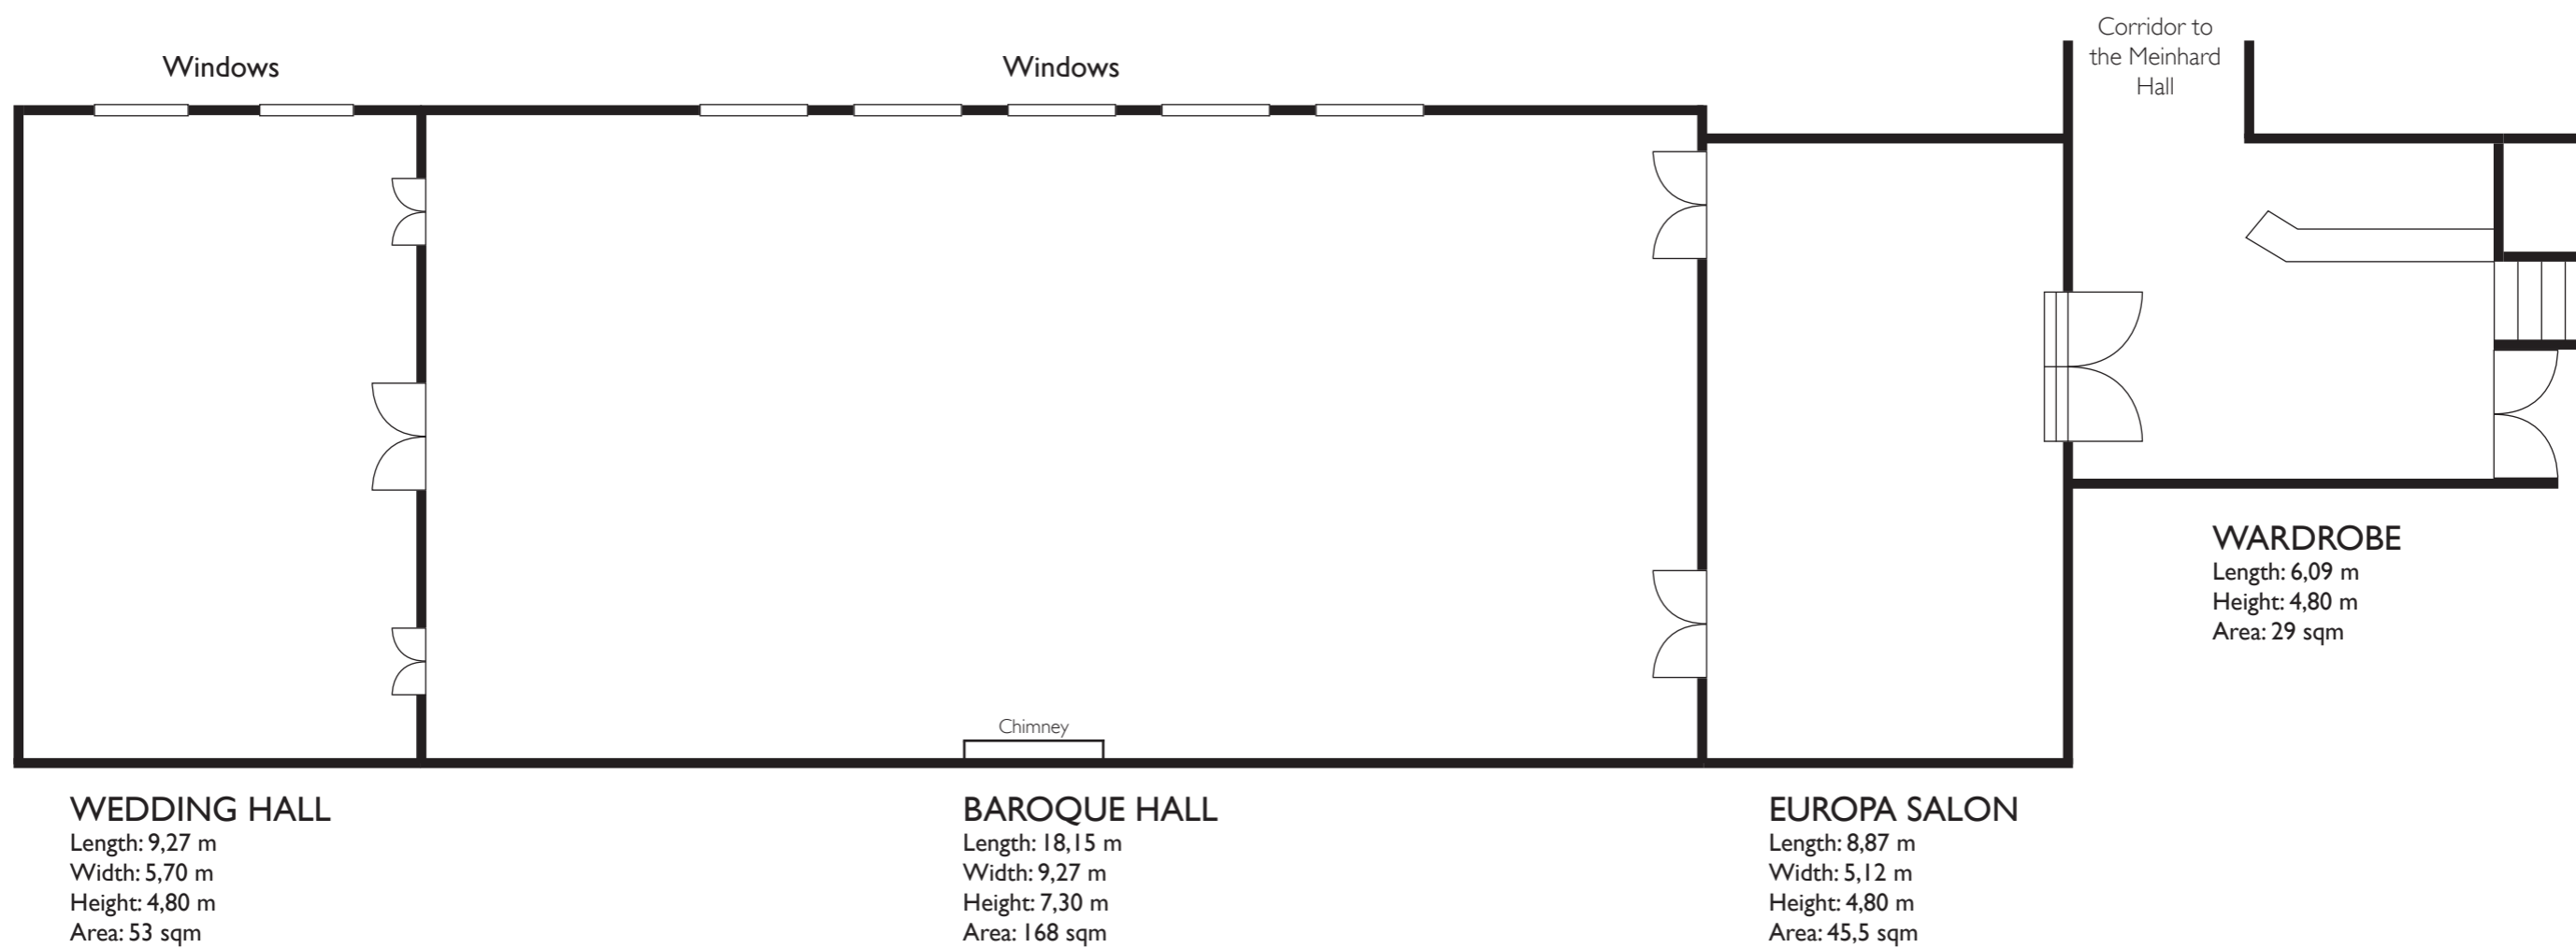 Corridor to
the Meinhard
Hall
Windows
Windows
Chimney
WARDROBE
Length: 6,09 m
Height: 4,80 m
Area: 29 sqm
WEDDING HALL
Length: 9,27 m
Width: 5,70 m
Height: 4,80 m
Area: 53 sqm
BAROQUE HALL
Length: 18,15 m
Width: 9,27 m
Height: 7,30 m
Area: 168 sqm
EUROPA SALON
Length: 8,87 m
Width: 5,12 m
Height: 4,80 m
Area: 45,5 sqm